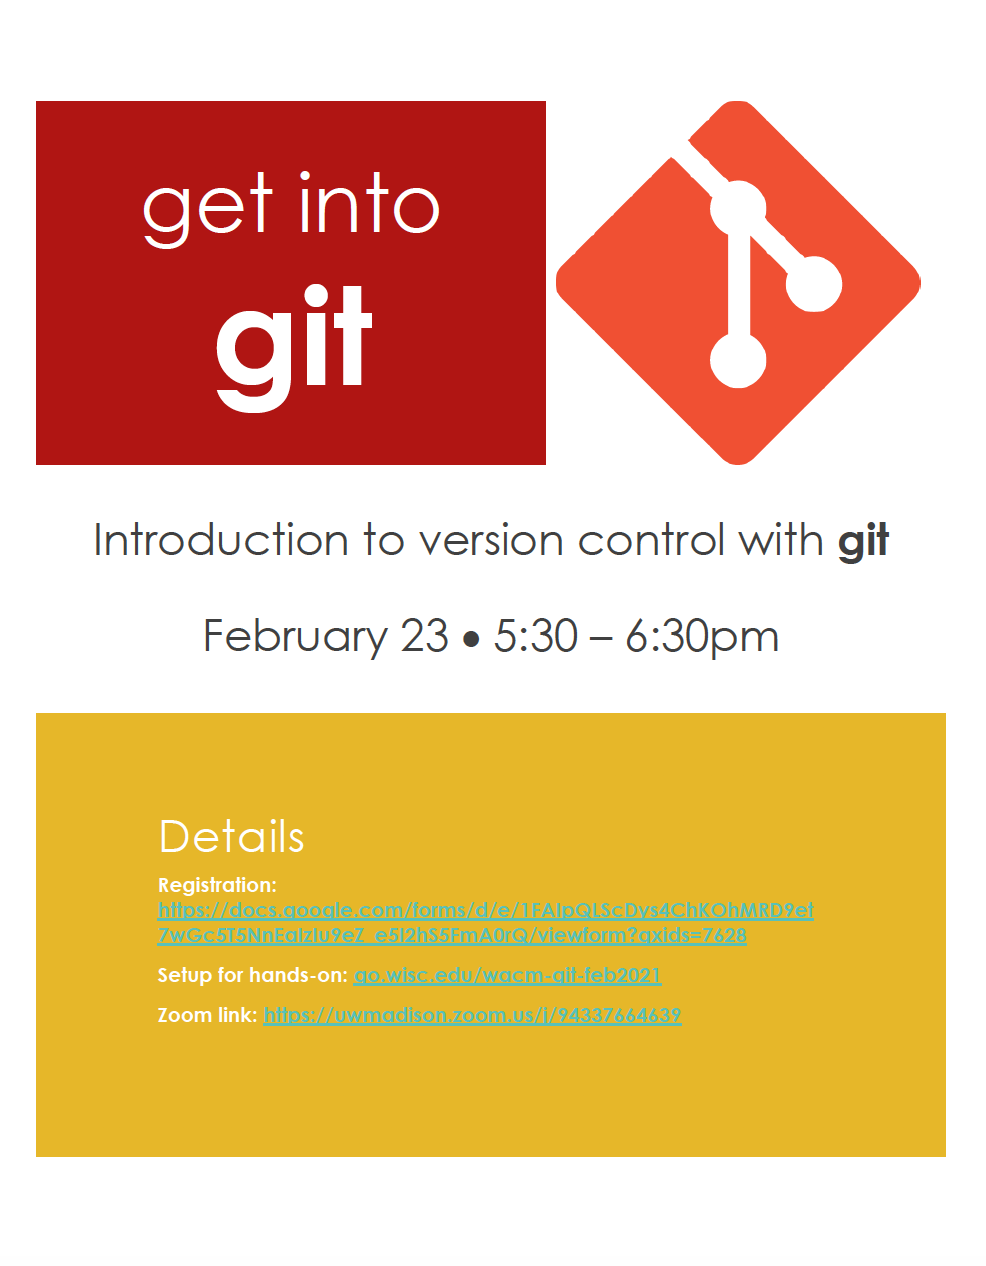 get into
git
Introduction to version control with git
February 23 • 5:30 – 6:30pm
Details
Registration:
https://docs.google.com/forms/d/e/1FAIpQLScDvs4ChKOhMRD9ef
7wGc5T5NnEaIzIu9eZ_e5I2hS5FmA0rQ/viewform?gxids=7628
Setup for hands-on: go.wisc.edu/wacm-git-feb2021
Zoom link: https://uwmadison.zoom.us/j/94337664639